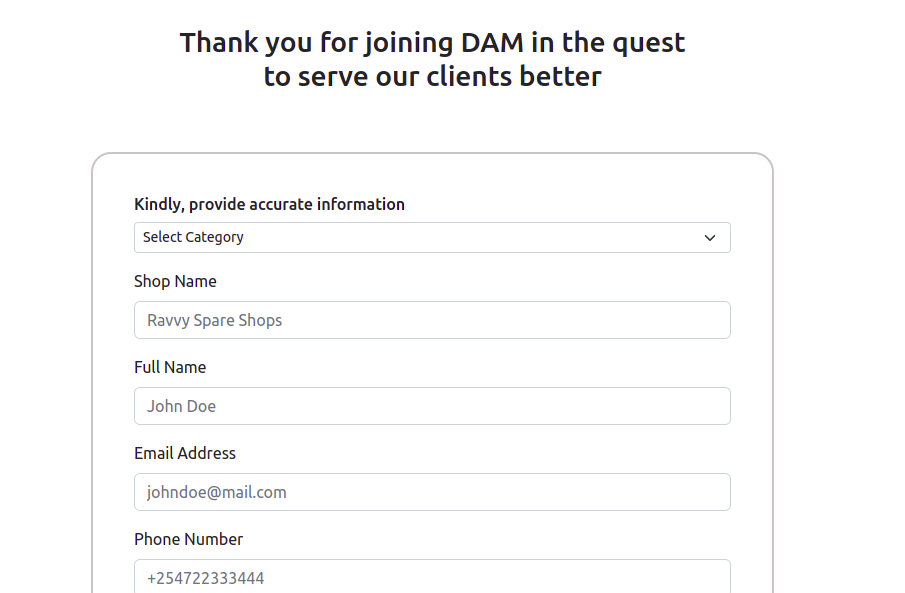 Thank you for joining DAM in the quest
to serve our clients better
Kindly, provide accurate information
Select Category
Shop Name
Ravvy Spare Shops
Full Name
John Doe
Email Address
johndoe@mail.com
Phone Number
+254722333444